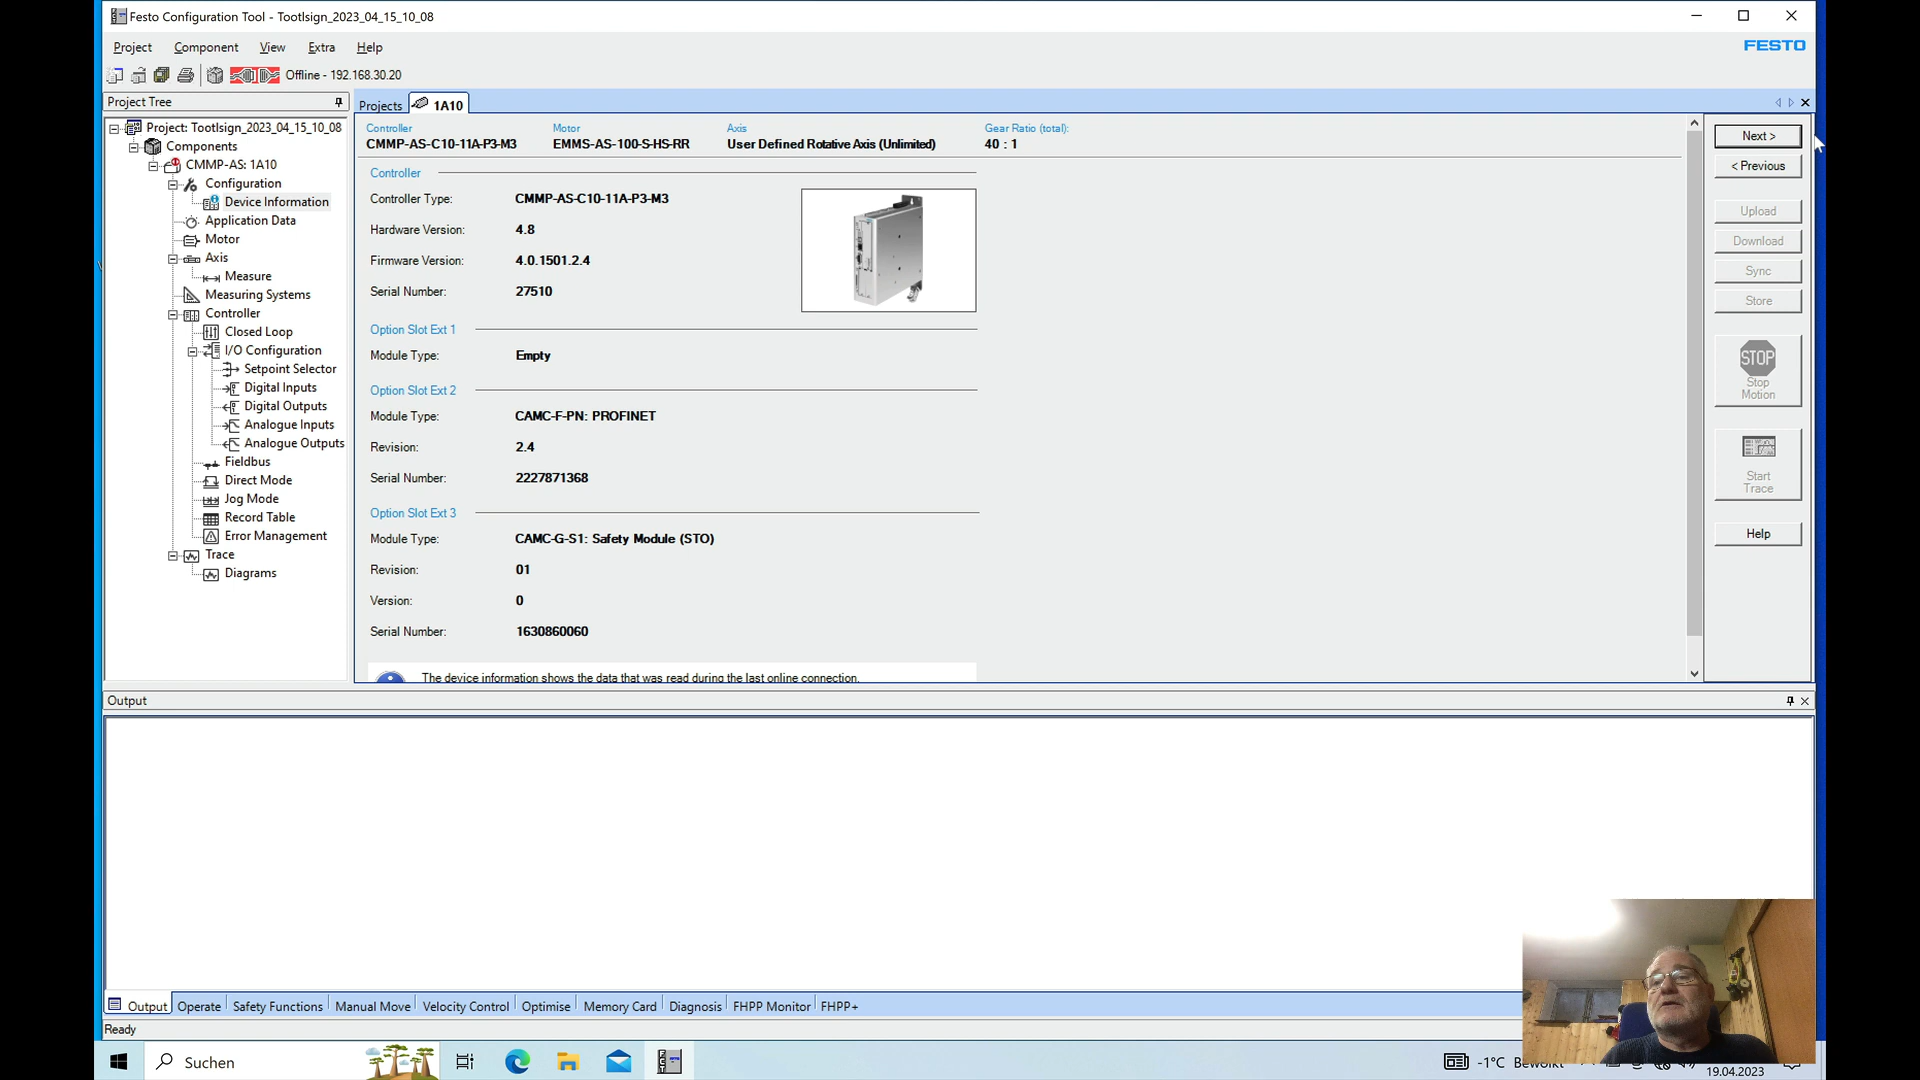 Festo Configuration Tool - Tootlsign_2023_04_15_10_08
Project Component View Extra Help
FESTO
Offline - 192.168.30.20
Project Tree
Projects 1A10
Project: Tootlsign_2023_04_15_10_08
Components
CMMP-AS: 1A10
Configuration
Device Information
Application Data
Motor
Axis
Measure
Measuring Systems
Controller
Closed Loop
I/O Configuration
Setpoint Selector
Digital Inputs
Digital Outputs
Analogue Inputs
Analogue Outputs
Fieldbus
Direct Mode
Jog Mode
Record Table
Error Management
Trace
Diagrams
Controller Motor Axis Gear Ratio (total):
CMMP-AS-C10-11A-P3-M3 EMMS-AS-100-S-HS-RR User Defined Rotative Axis (Unlimited) 40 : 1
Controller
Controller Type: CMMP-AS-C10-11A-P3-M3
Hardware Version: 4.8
Firmware Version: 4.0.1501.2.4
Serial Number: 27510
Option Slot Ext 1
Module Type: Empty
Option Slot Ext 2
Module Type: CAMC-F-PN: PROFINET
Revision: 2.4
Serial Number: 2227871368
Option Slot Ext 3
Module Type: CAMC-G-S1: Safety Module (STO)
Revision: 01
Version: 0
Serial Number: 1630860060
The device information shows the data that was read during the last online connection.
Next >
< Previous
Upload
Download
Sync
Store
STOP
Stop
Motion
Start
Trace
Help
Output
Output Operate Safety Functions Manual Move Velocity Control Optimise Memory Card Diagnosis FHPP Monitor FHPP+
Ready
Suchen
-1°C Bewölkt
19.04.2023